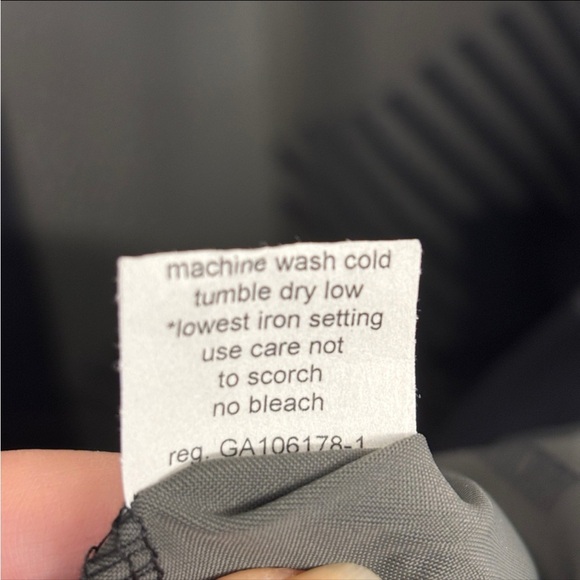 machine wash cold
tumble dry low
*lowest iron setting
use care not
to scorch
no bleach
reg. GA106178-1